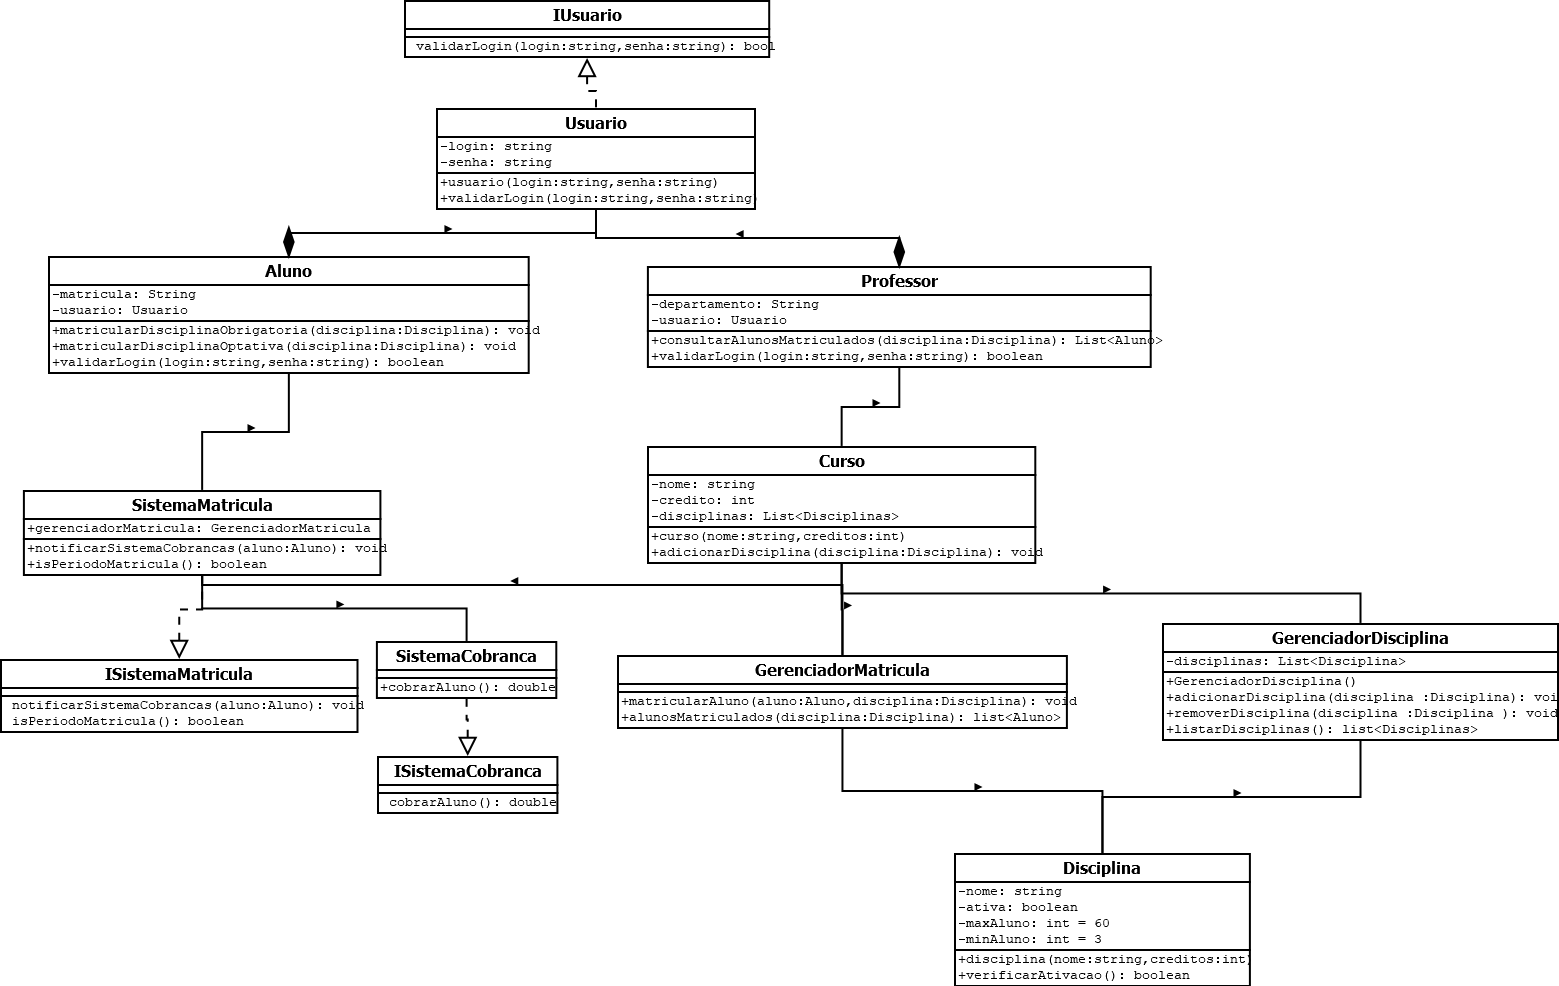 IUsuario
validarLogin(login:string,senha:string): bool
Usuario
-login: string
-senha: string
+usuario(login:string,senha:string)
+validarLogin(login:string,senha:string)
Aluno
-matricula: String
-usuario: Usuario
+matricularDisciplinaObrigatoria(disciplina:Disciplina): void
+matricularDisciplinaOptativa(disciplina:Disciplina): void
+validarLogin(login:string,senha:string): boolean
Professor
-departamento: String
-usuario: Usuario
+consultarAlunosMatriculados(disciplina:Disciplina): List<Aluno>
+validarLogin(login:string,senha:string): boolean
Curso
-nome: string
-credito: int
-disciplinas: List<Disciplinas>
+curso(nome:string,creditos:int)
+adicionarDisciplina(disciplina:Disciplina): void
SistemaMatricula
+gerenciadorMatricula: GerenciadorMatricula
+notificarSistemaCobrancas(aluno:Aluno): void
+isPeriodoMatricula(): boolean
ISistemaMatricula
notificarSistemaCobrancas(aluno:Aluno): void
isPeriodoMatricula(): boolean
SistemaCobranca
+cobrarAluno(): double
ISistemaCobranca
cobrarAluno(): double
GerenciadorMatricula
+matricularAluno(aluno:Aluno,disciplina:Disciplina): void
+alunosMatriculados(disciplina:Disciplina): list<Aluno>
GerenciadorDisciplina
-disciplinas: List<Disciplina>
+GerenciadorDisciplina()
+adicionarDisciplina(disciplina :Disciplina): voi
+removerDisciplina(disciplina :Disciplina ): void
+listarDisciplinas(): list<Disciplinas>
Disciplina
-nome: string
-ativa: boolean
-maxAluno: int = 60
-minAluno: int = 3
+disciplina(nome:string,creditos:int)
+verificarAtivacao(): boolean